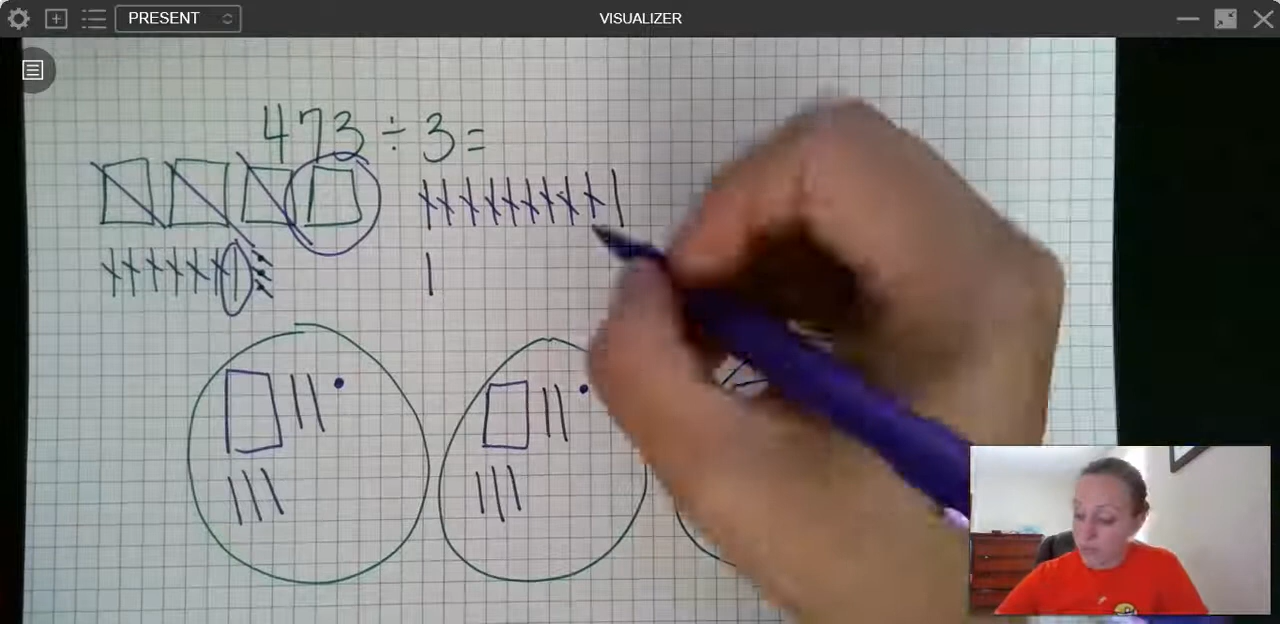 PRESENT
VISUALIZER
473 ÷ 3 =